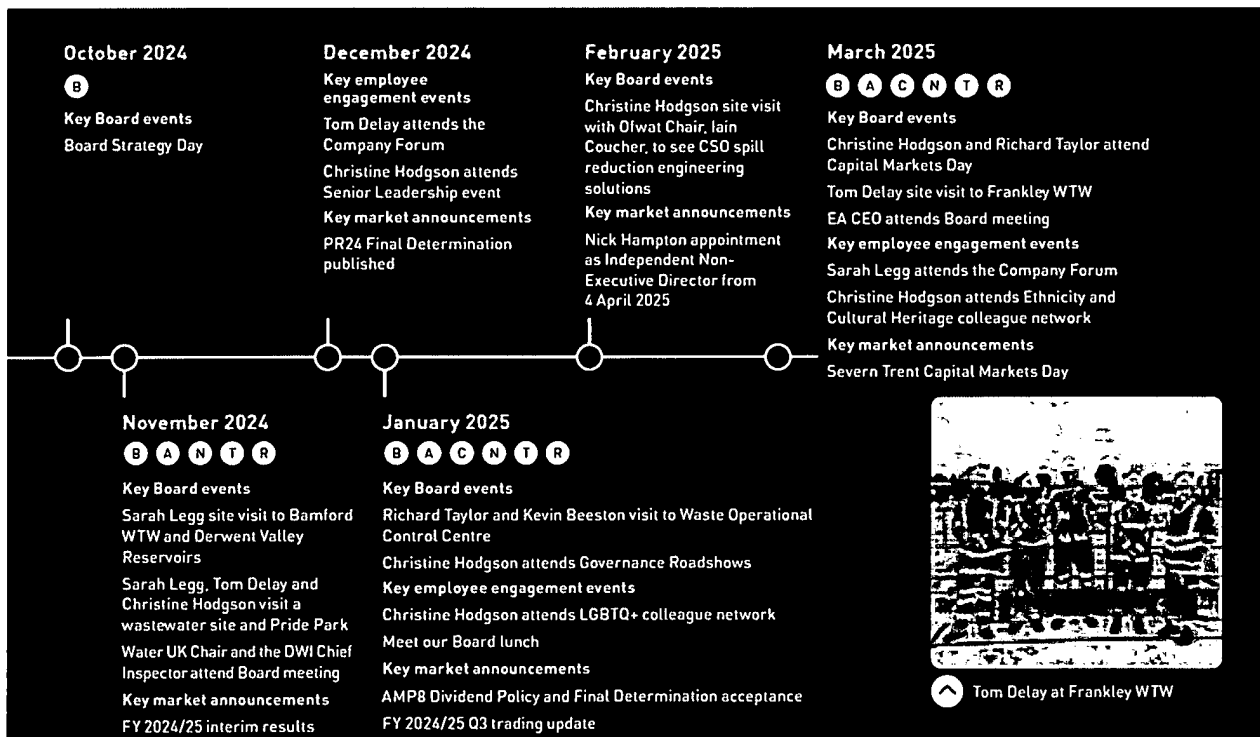 October 2024
B
Key Board events
Board Strategy Day
December 2024
Key employee
engagement events
Tom Delay attends the
Company Forum
Christine Hodgson attends
Senior Leadership event
Key market announcements
PR24 Final Determination
published
February 2025
Key Board events
Christine Hodgson site visit
with Ofwat Chair, Iain
Coucher, to see CSO spill
reduction engineering
solutions
Key market announcements
Nick Hampton appointment
as Independent Non-
Executive Director from
4 April 2025
March 2025
B A C N T R
Key Board events
Christine Hodgson and Richard Taylor attend
Capital Markets Day
Tom Delay site visit to Frankley WTW
EA CEO attends Board meeting
Key employee engagement events
Sarah Legg attends the Company Forum
Christine Hodgson attends Ethnicity and
Cultural Heritage colleague network
Key market announcements
Severn Trent Capital Markets Day
November 2024
B A N T R
Key Board events
Sarah Legg site visit to Bamford
WTW and Derwent Valley
Reservoirs
Sarah Legg, Tom Delay and
Christine Hodgson visit a
wastewater site and Pride Park
Water UK Chair and the DWI Chief
Inspector attend Board meeting
Key market announcements
FY 2024/25 interim results
January 2025
B A C N T R
Key Board events
Richard Taylor and Kevin Beeston visit to Waste Operational
Control Centre
Christine Hodgson attends Governance Roadshows
Key employee engagement events
Christine Hodgson attends LGBTQ+ colleague network
Meet our Board lunch
Key market announcements
AMP8 Dividend Policy and Final Determination acceptance
FY 2024/25 Q3 trading update
Tom Delay at Frankley WTW